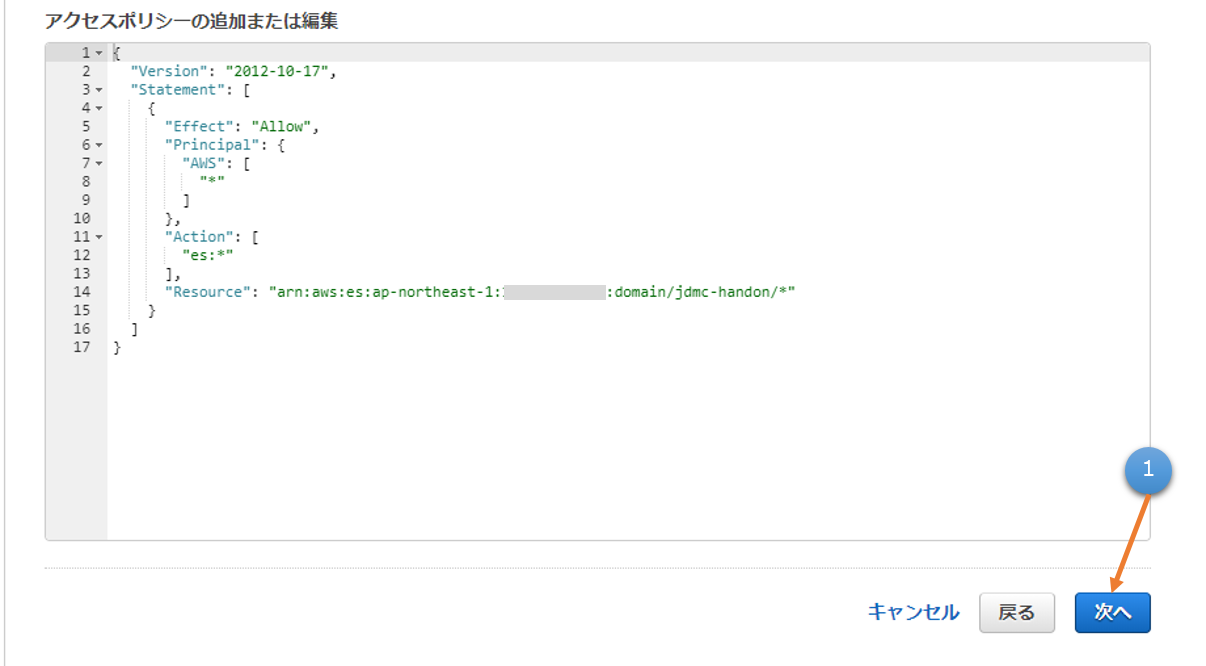 アクセスポリシーの追加または編集
1 {
2 "Version": "2012-10-17",
3 "Statement": [
4 {
5 "Effect": "Allow",
6 "Principal": {
7 "AWS": [
8 "*"
9 ]
10 },
11 "Action": [
12 "es:*"
13 ],
14 "Resource": "arn:aws:es:ap-northeast-1: :domain/jdmc-handon/*"
15 }
16 ]
17 }
1
キャンセル 戻る 次へ